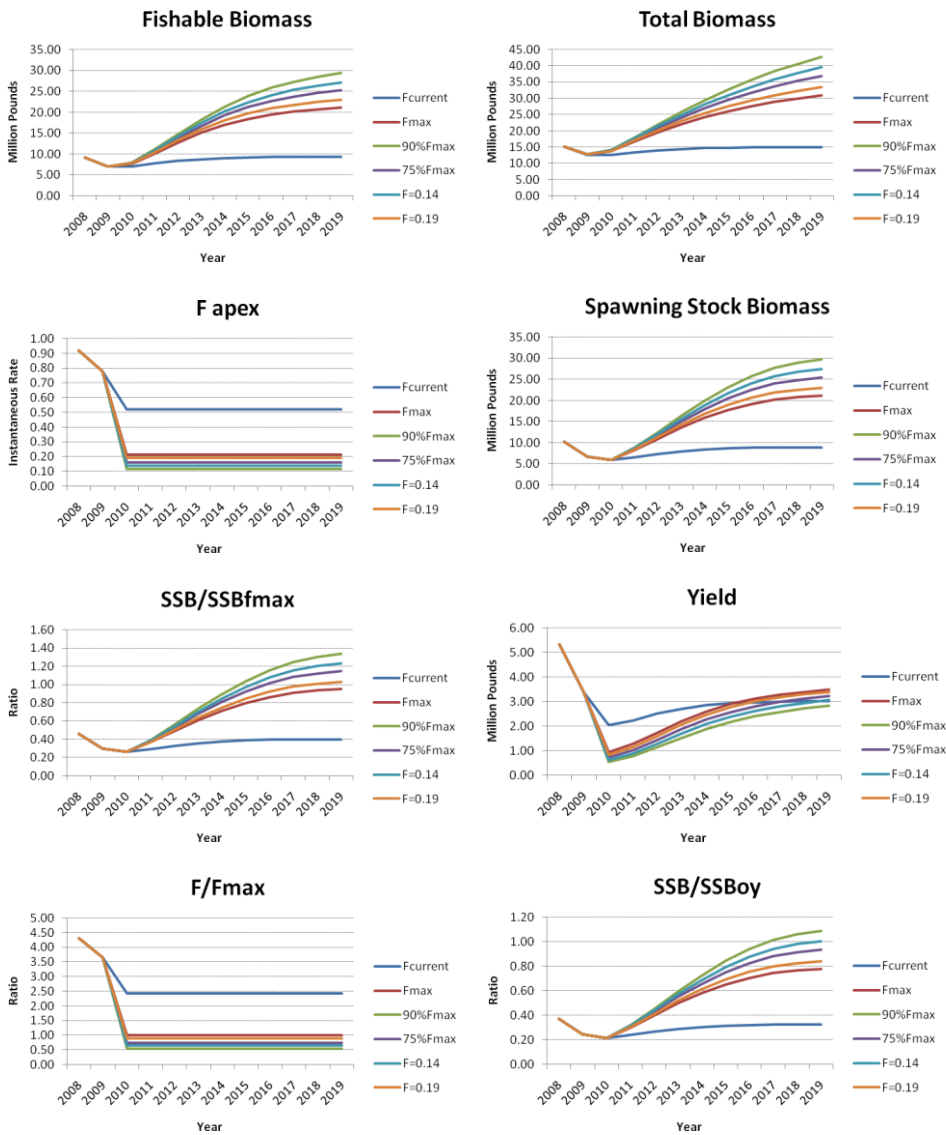 Fishable Biomass
Million Pounds
35.00
30.00
25.00
20.00
15.00
10.00
5.00
0.00
2008 2009 2010 2011 2012 2013 2014 2015 2016 2017 2018 2019
Year
Fcurrent
Fmax
90%Fmax
75%Fmax
F=0.14
F=0.19
Total Biomass
Million Pounds
45.00
40.00
35.00
30.00
25.00
20.00
15.00
10.00
5.00
0.00
2008 2009 2010 2011 2012 2013 2014 2015 2016 2017 2018 2019
Year
Fcurrent
Fmax
90%Fmax
75%Fmax
F=0.14
F=0.19
F apex
Instantaneous Rate
1.00
0.90
0.80
0.70
0.60
0.50
0.40
0.30
0.20
0.10
0.00
2008 2009 2010 2011 2012 2013 2014 2015 2016 2017 2018 2019
Year
Fcurrent
Fmax
90%Fmax
75%Fmax
F=0.14
F=0.19
Spawning Stock Biomass
Million Pounds
35.00
30.00
25.00
20.00
15.00
10.00
5.00
0.00
2008 2009 2010 2011 2012 2013 2014 2015 2016 2017 2018 2019
Year
Fcurrent
Fmax
90%Fmax
75%Fmax
F=0.14
F=0.19
SSB/SSBfmax
Ratio
1.60
1.40
1.20
1.00
0.80
0.60
0.40
0.20
0.00
2008 2009 2010 2011 2012 2013 2014 2015 2016 2017 2018 2019
Year
Fcurrent
Fmax
90%Fmax
75%Fmax
F=0.14
F=0.19
Yield
Million Pounds
6.00
5.00
4.00
3.00
2.00
1.00
0.00
2008 2009 2010 2011 2012 2013 2014 2015 2016 2017 2018 2019
Year
Fcurrent
Fmax
90%Fmax
75%Fmax
F=0.14
F=0.19
F/Fmax
Ratio
5.00
4.50
4.00
3.50
3.00
2.50
2.00
1.50
1.00
0.50
0.00
2008 2009 2010 2011 2012 2013 2014 2015 2016 2017 2018 2019
Year
Fcurrent
Fmax
90%Fmax
75%Fmax
F=0.14
F=0.19
SSB/SSBoy
Ratio
1.20
1.00
0.80
0.60
0.40
0.20
0.00
2008 2009 2010 2011 2012 2013 2014 2015 2016 2017 2018 2019
Year
Fcurrent
Fmax
90%Fmax
75%Fmax
F=0.14
F=0.19